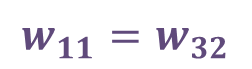 w₁₁ = w₃₂